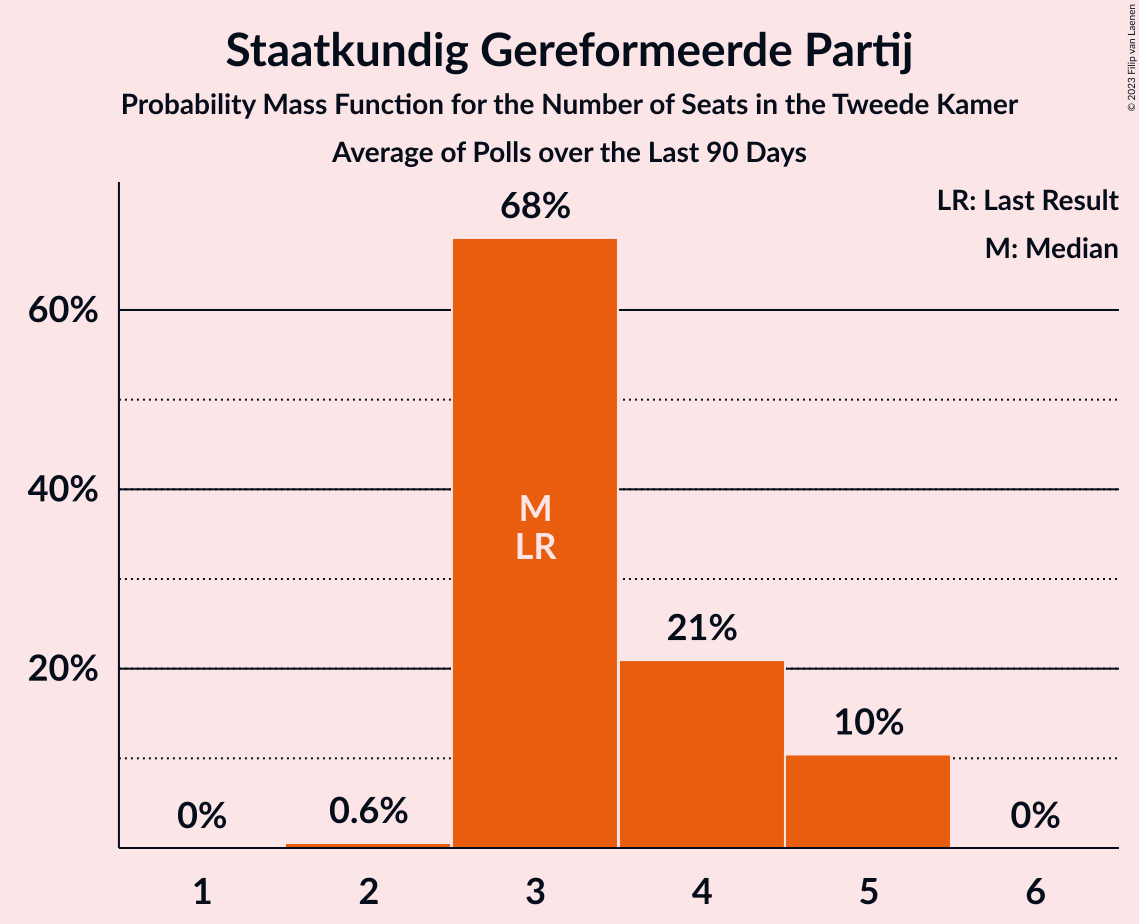 Staatkundig Gereformeerde Partij
Probability Mass Function for the Number of Seats in the Tweede Kamer
Average of Polls over the Last 90 Days
© 2023 Filip van Laenen
LR: Last Result
M: Median
68%
60%
40%
M
LR
21%
20%
10%
0%
0.6%
0%
1
2
3
4
5
6